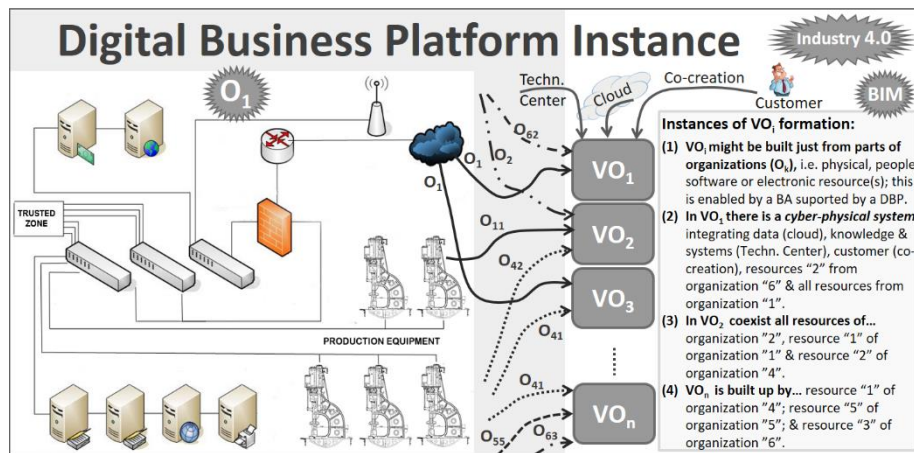 Digital Business Platform Instance
Industry 4.0
O1
Techn.
Center
Cloud
Co-creation
Customer
BIM
O62
O1
O2
O1
VO1
O11
VO2
O42
VO3
O41
TRUSTED
ZONE
PRODUCTION EQUIPMENT
O41
VOn
O55
O63
Instances of VOi formation:
(1) VOi might be built just from parts of
organizations (Ok), i.e. physical, people,
software or electronic resource(s); this
is enabled by a BA suported by a DBP.
(2) In VO1 there is a cyber-physical system
integrating data (cloud), knowledge &
systems (Techn. Center), customer (co-
creation), resources “2” from
organization “6” & all resources from
organization “1”.
(3) In VO2 coexist all resources of...
organization ”2”, resource “1” of
organization ”1” & resource “2” of
organization ”4”.
(4) VOn is built up by... resource “1” of
organization ”4”; resource “5” of
organization ”5”; & resource “3” of
organization ”6”.